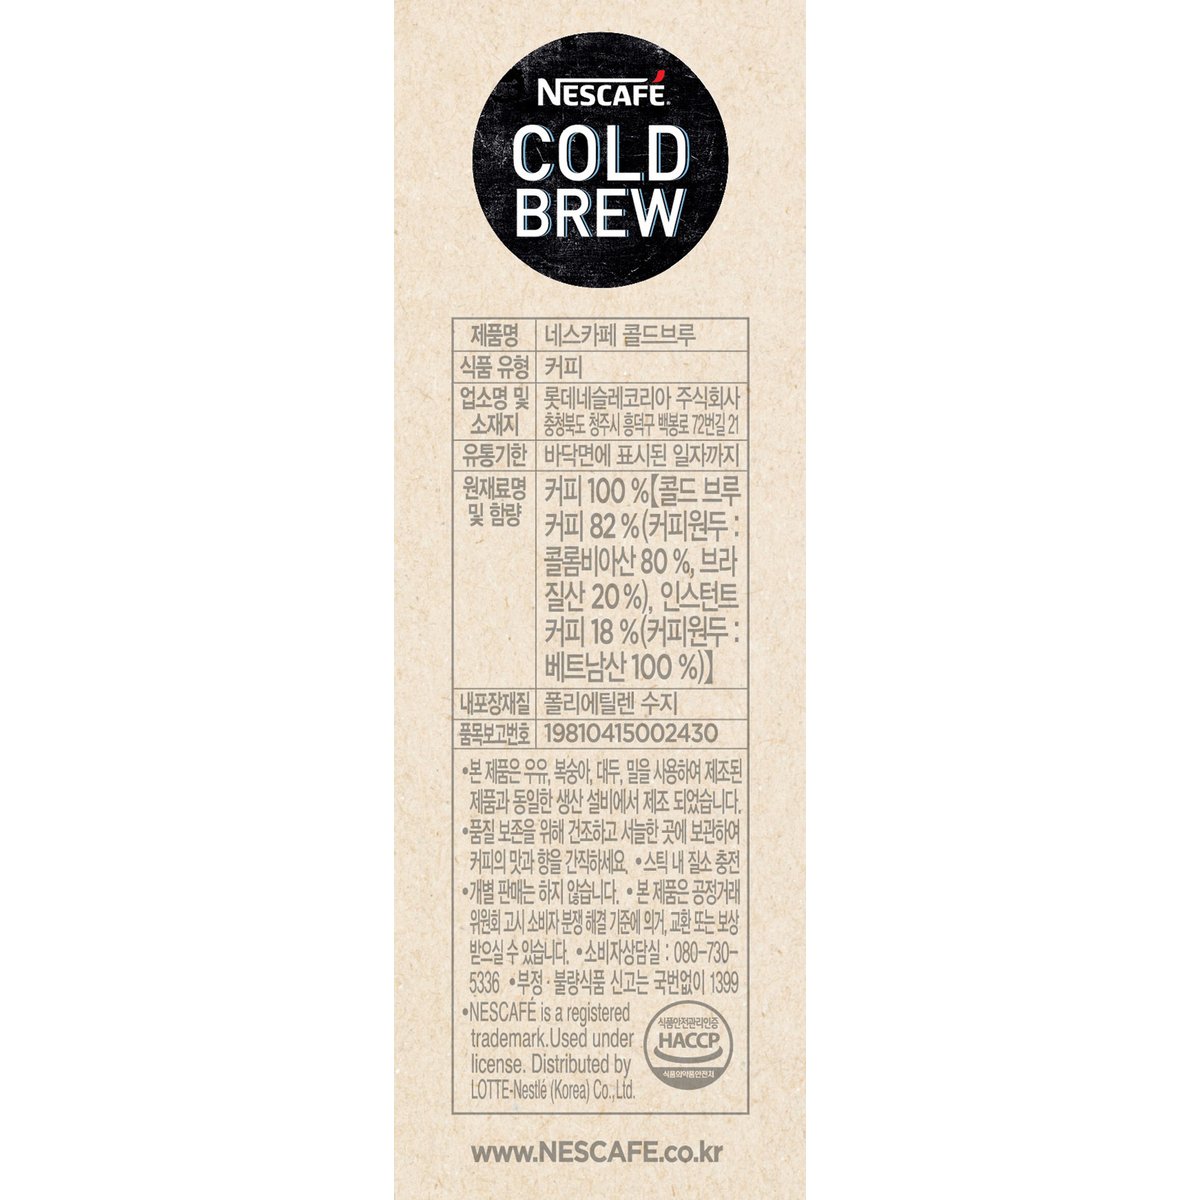 NESCAFÉ
COLD
BREW
제품명 네스카페 콜드브루
식품 유형 커피
업소명 및 롯데네슬레코리아 주식회사
소재지 충청북도 청주시 흥덕구 백봉로 72번길 21
유통기한 바닥면에 표시된 일자까지
원재료명 커피 100 %【콜드 브루
및 함량 커피 82 %(커피원두 :
콜롬비아산 80 %, 브라
질산 20 %), 인스턴트
커피 18 %(커피원두 :
베트남산 100 %)】
내포장재질 폴리에틸렌 수지
품목보고번호 19810415002430
•본 제품은 우유, 복숭아, 대두, 밀을 사용하여 제조된
제품과 동일한 생산 설비에서 제조 되었습니다.
•품질 보존을 위해 건조하고 서늘한 곳에 보관하여
커피의 맛과 향을 간직하세요. •스틱 내 질소 충전
•개별 판매는 하지 않습니다. •본 제품은 공정거래
위원회 고시 소비자 분쟁 해결 기준에 의거, 교환 또는 보상
받으실 수 있습니다. •소비자상담실 : 080-730-
5336 •부정 · 불량식품 신고는 국번없이 1399
•NESCAFÉ is a registered
trademark.Used under
license. Distributed by
LOTTE-Nestlé (Korea) Co.,Ltd.
식품안전관리인증
HACCP
식품의약품안전처
www.NESCAFE.co.kr